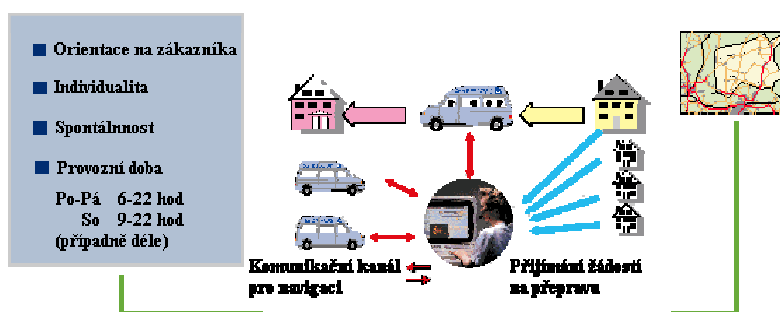 Orientace na zákazníka
Individualita
Spontálnnost
Provozní doba
Po-Pá 6-22 hod
So 9-22 hod
(případně déle)
Komunikační kanál
pro navigaci
Přijímání žádostí
na přepravu